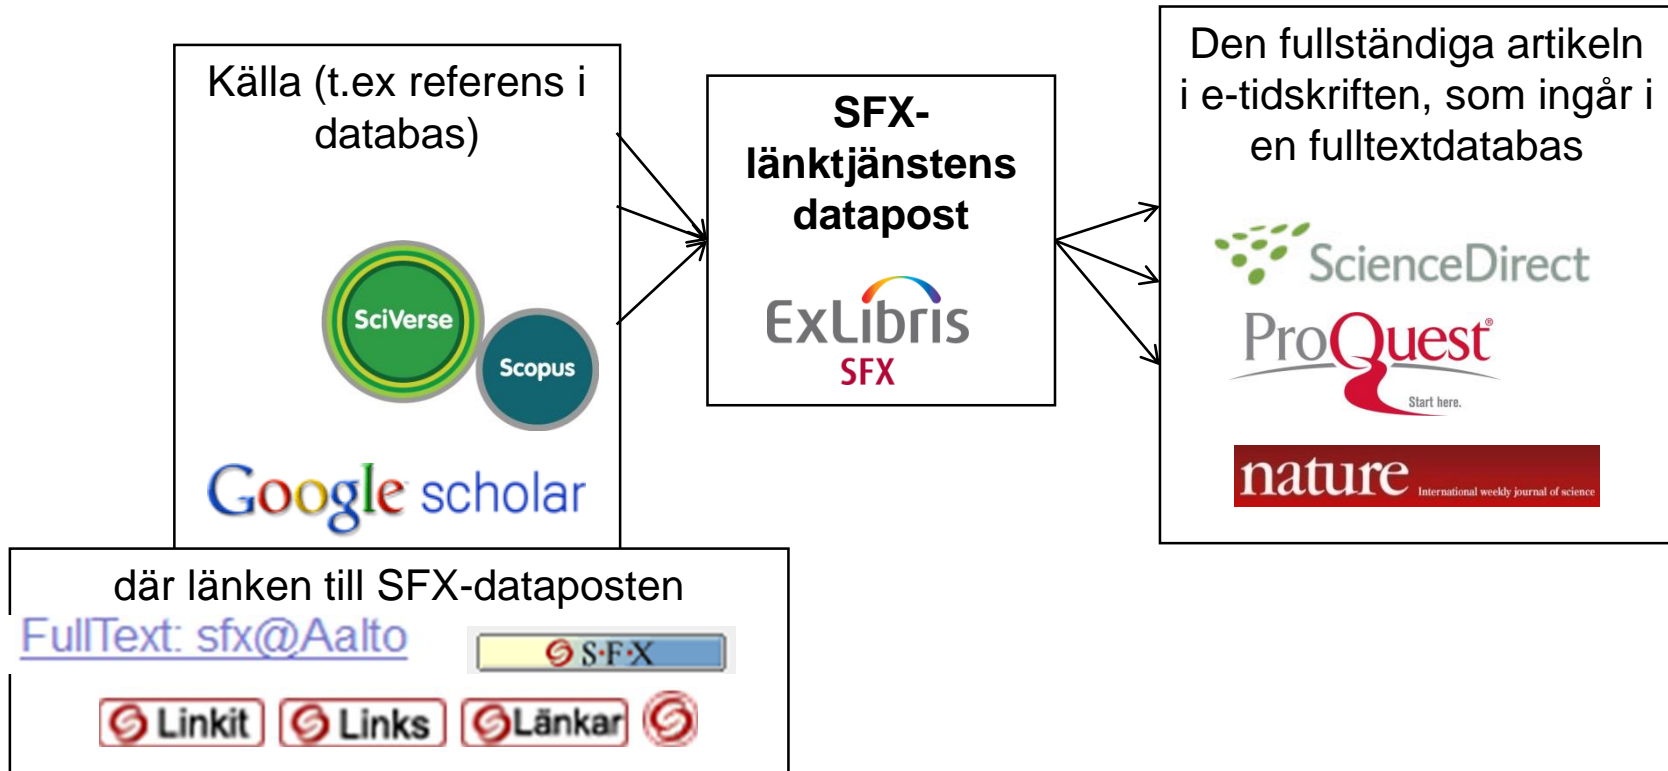 Källa (t.ex referens i
databas)
SciVerse
Scopus
Google scholar
där länken till SFX-dataposten
FullText: sfx@Aalto
S·F·X
Linkit
Links
Länkar
SFX-
länktjänstens
datapost
ExLibris
SFX
Den fullständiga artikeln
i e-tidskriften, som ingår i
en fulltextdatabas
ScienceDirect
ProQuest®
Start here.
nature
International weekly journal of science